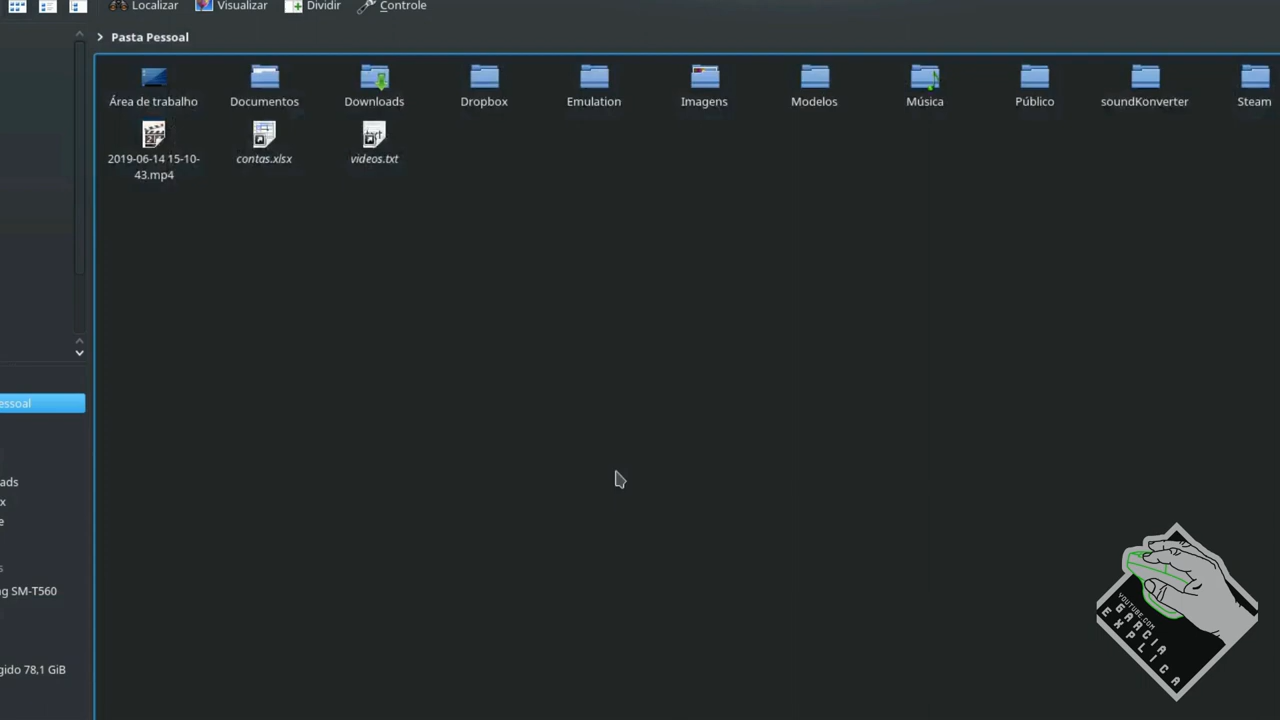 Localizar Visualizar Dividir Controle
Pasta Pessoal
Área de trabalho Documentos Downloads Dropbox Emulation Imagens Modelos Música Público soundKonverter Steam
2019-06-14 15-10-43.mp4 contas.xlsx videos.txt
essoal
ads
x
e
s
g SM-T560
gido 78,1 GiB
YOUTUBE.COM
GARCIA
EXPLICA